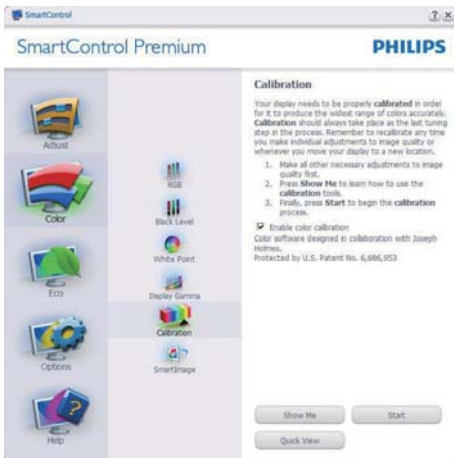 SmartControl
SmartControl Premium
PHILIPS
Adjust
Color
Eco
Options
Help
RGB
Black Level
White Point
Display Gamma
Calibration
SmartImage
Calibration
Your display needs to be properly calibrated in order
for it to produce the widest range of colors accurately.
Calibration should always take place as the last tuning
step in the process. Remember to recalibrate any time
you make individual adjustments to image quality or
whenever you move your display to a new location.
1. Make all other necessary adjustments to image
quality first.
2. Press Show Me to learn how to use the
calibration tools.
3. Finally, press Start to begin the calibration
process.
Enable color calibration
Color software designed in collaboration with Joseph
Holmes.
Protected by U.S. Patent No. 6,686,953
Show Me
Start
Quick View